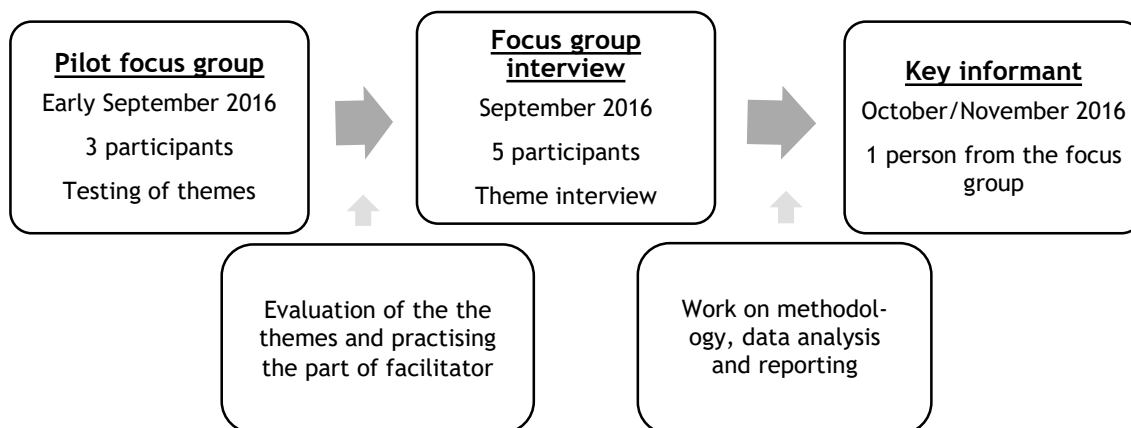 Pilot focus group
Early September 2016
3 participants
Testing of themes
Focus group
interview
September 2016
5 participants
Theme interview
Key informant
October/November 2016
1 person from the focus
group
Evaluation of the the
themes and practising
the part of facilitator
Work on methodol-
ogy, data analysis
and reporting